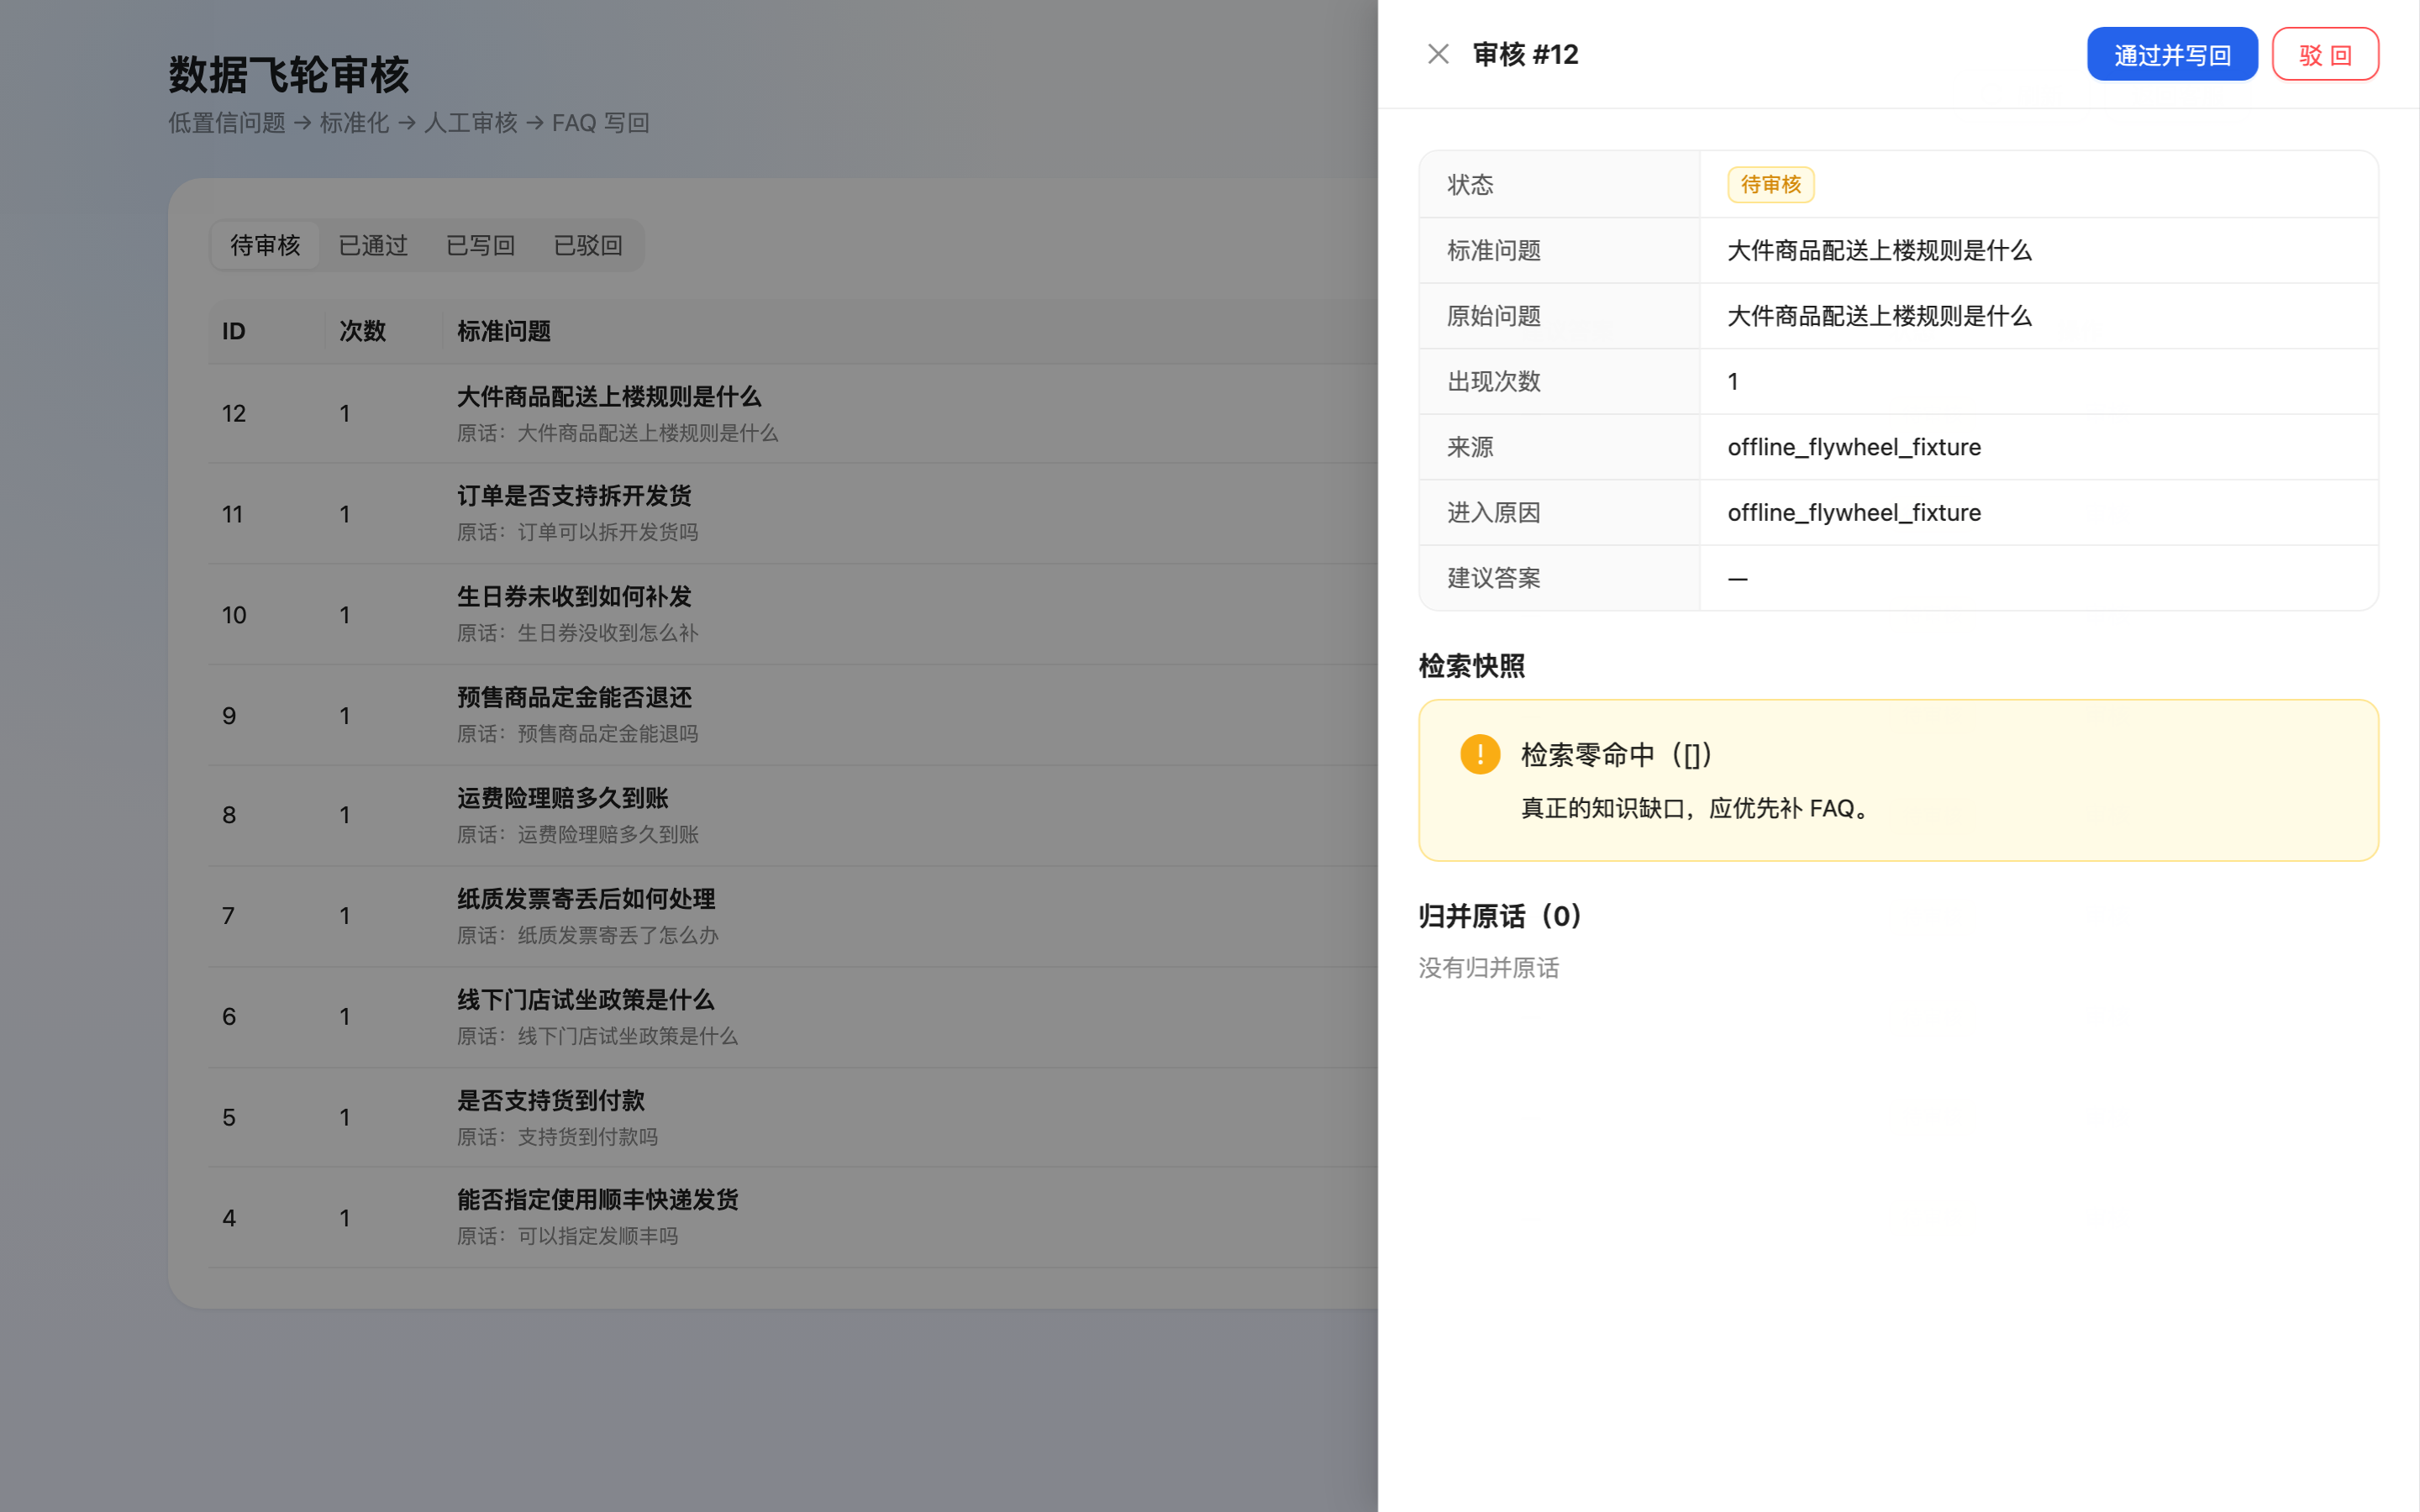 数据飞轮审核
低置信问题 → 标准化 → 人工审核 → FAQ 写回
待审核 已通过 已写回 已驳回
ID 次数 标准问题
12 1 大件商品配送上楼规则是什么
原话：大件商品配送上楼规则是什么
11 1 订单是否支持拆开发货
原话：订单可以拆开发货吗
10 1 生日券未收到如何补发
原话：生日券没收到怎么补
9 1 预售商品定金能否退还
原话：预售商品定金能退吗
8 1 运费险理赔多久到账
原话：运费险理赔多久到账
7 1 纸质发票寄丢后如何处理
原话：纸质发票寄丢了怎么办
6 1 线下门店试坐政策是什么
原话：线下门店试坐政策是什么
5 1 是否支持货到付款
原话：支持货到付款吗
4 1 能否指定使用顺丰快递发货
原话：可以指定发顺丰吗
审核 #12
通过并写回 驳 回
状态 待审核
标准问题 大件商品配送上楼规则是什么
原始问题 大件商品配送上楼规则是什么
出现次数 1
来源 offline_flywheel_fixture
进入原因 offline_flywheel_fixture
建议答案 —
检索快照
检索零命中（[]）
真正的知识缺口，应优先补 FAQ。
归并原话（0）
没有归并原话